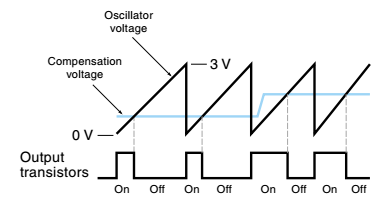 Oscillator
voltage
Compensation
voltage
3 V
0 V
Output
transistors
On Off On Off On Off On Off